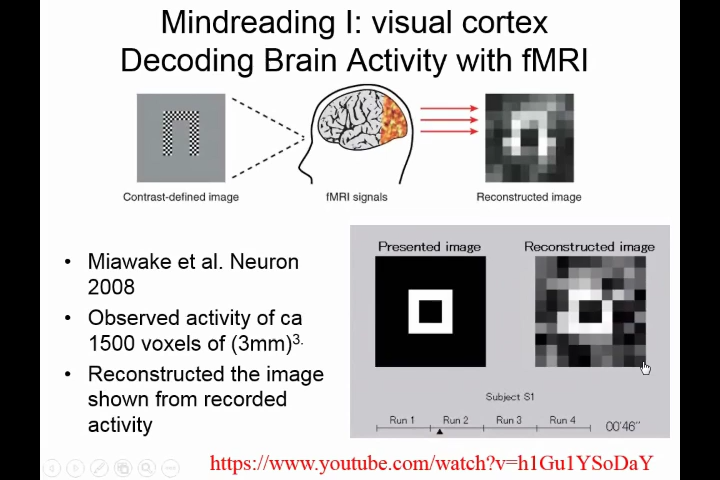 Mindreading I: visual cortex
Decoding Brain Activity with fMRI
Contrast-defined image
fMRI signals
Reconstructed image
• Miawake et al. Neuron
2008
• Observed activity of ca
1500 voxels of (3mm)3.
• Reconstructed the image
shown from recorded
activity
Presented image
Reconstructed image
Subject S1
Run 1 Run 2 Run 3 Run 4
00'46"
https://www.youtube.com/watch?v=h1Gu1YSoDaY